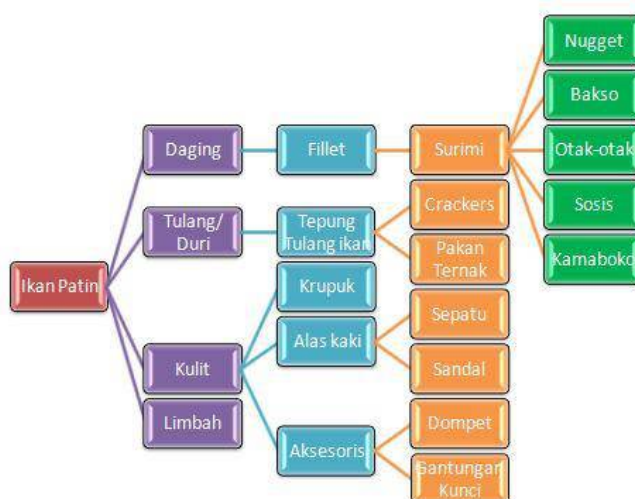 Ikan Patin
Daging
Tulang/
Duri
Kulit
Limbah
Fillet
Tepung
Tulang ikan
Krupuk
Alas kaki
Aksesoris
Surimi
Crackers
Pakan
Ternak
Sepatu
Sandal
Dompet
Gantungan
Kunci
Nugget
Bakso
Otak-otak
Sosis
Kamaboko